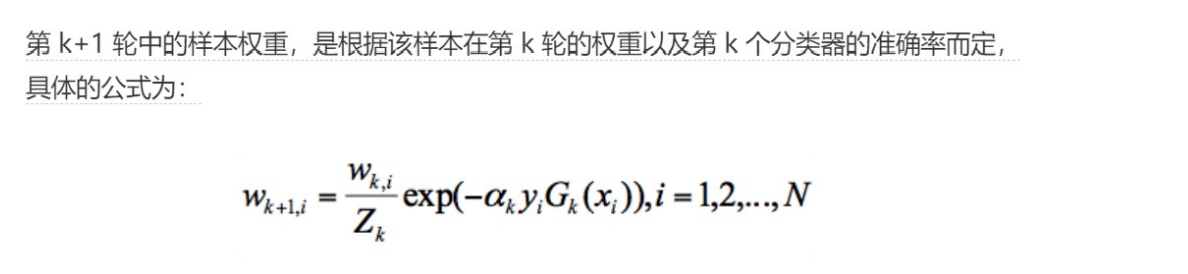 第 k+1 轮中的样本权重，是根据该样本在第 k 轮的权重以及第 k 个分类器的准确率而定，
具体的公式为：
w_{k+1,i} = \frac{w_{k,i}}{Z_k} exp(-α_k y_i G_k(x_i)), i = 1,2,...,N